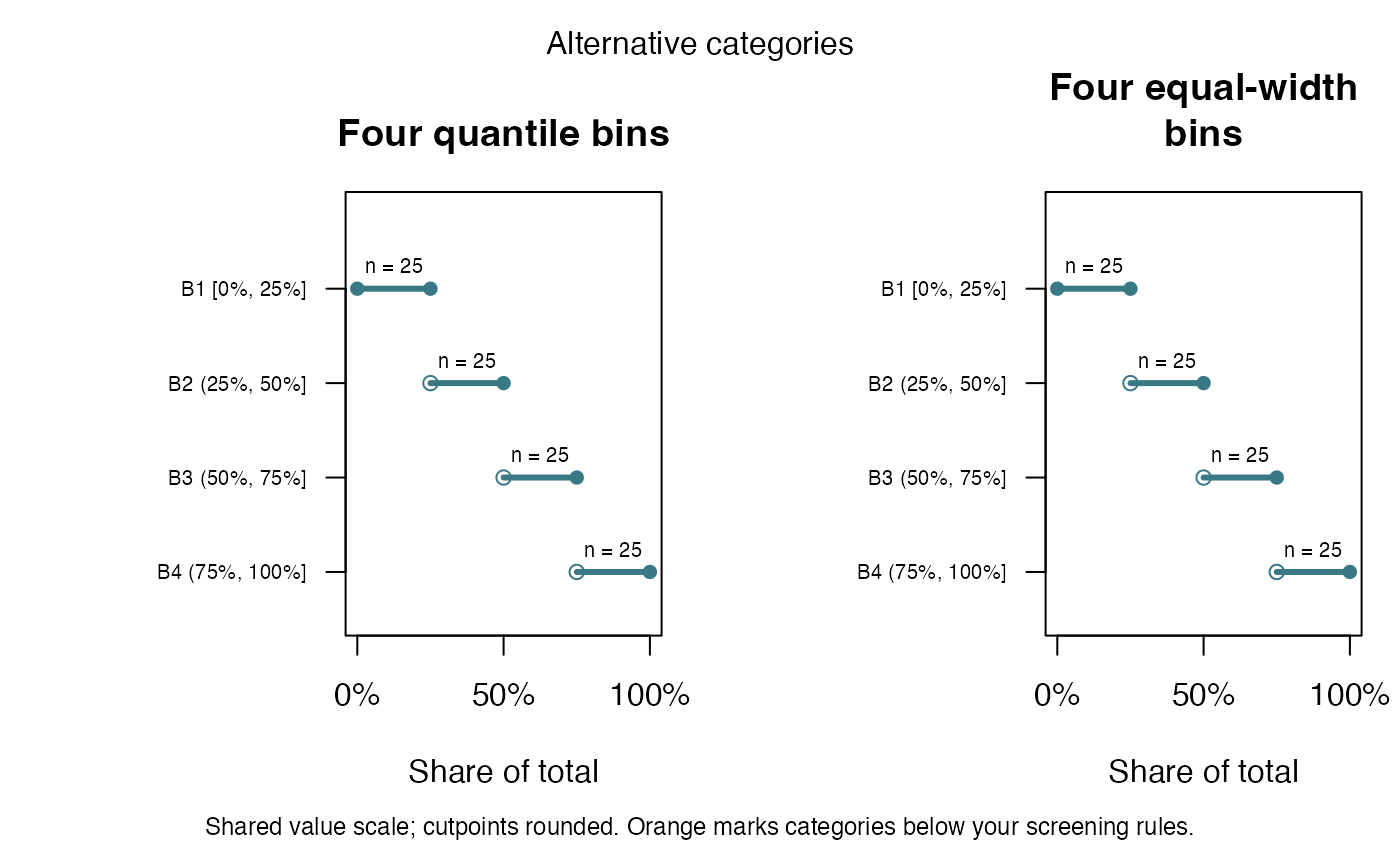 Alternative categories
Four quantile bins
n = 25
B1 [0%, 25%]
n = 25
B2 (25%, 50%]
n = 25
B3 (50%, 75%]
n = 25
B4 (75%, 100%]
0% 50% 100%
Share of total
Four equal-width
bins
n = 25
B1 [0%, 25%]
n = 25
B2 (25%, 50%]
n = 25
B3 (50%, 75%]
n = 25
B4 (75%, 100%]
0% 50% 100%
Share of total
Shared value scale; cutpoints rounded. Orange marks categories below your screening rules.